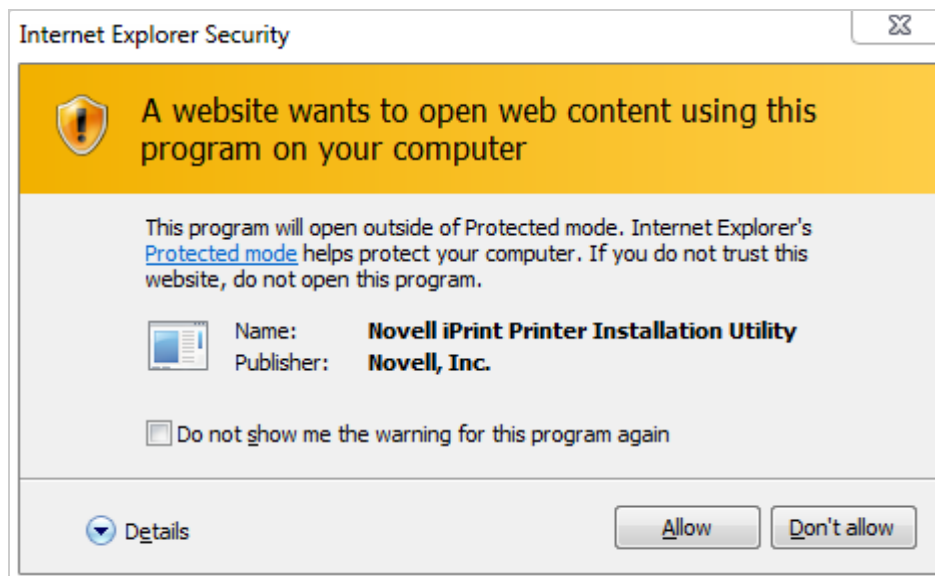 Internet Explorer Security
A website wants to open web content using this
program on your computer
This program will open outside of Protected mode. Internet Explorer's
Protected mode helps protect your computer. If you do not trust this
website, do not open this program.
Name: Novell iPrint Printer Installation Utility
Publisher: Novell, Inc.
Do not show me the warning for this program again
Details Allow Don't allow